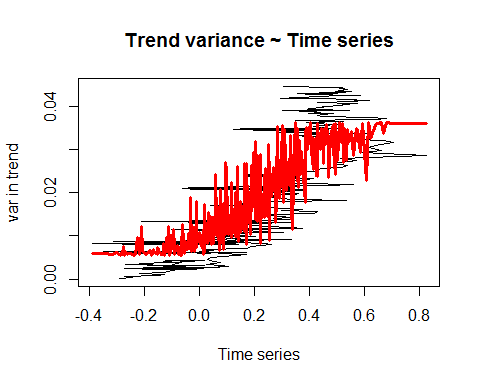 Trend variance ~ Time series
var in trend
0.04
0.02
0.00
-0.4 -0.2 0.0 0.2 0.4 0.6 0.8
Time series